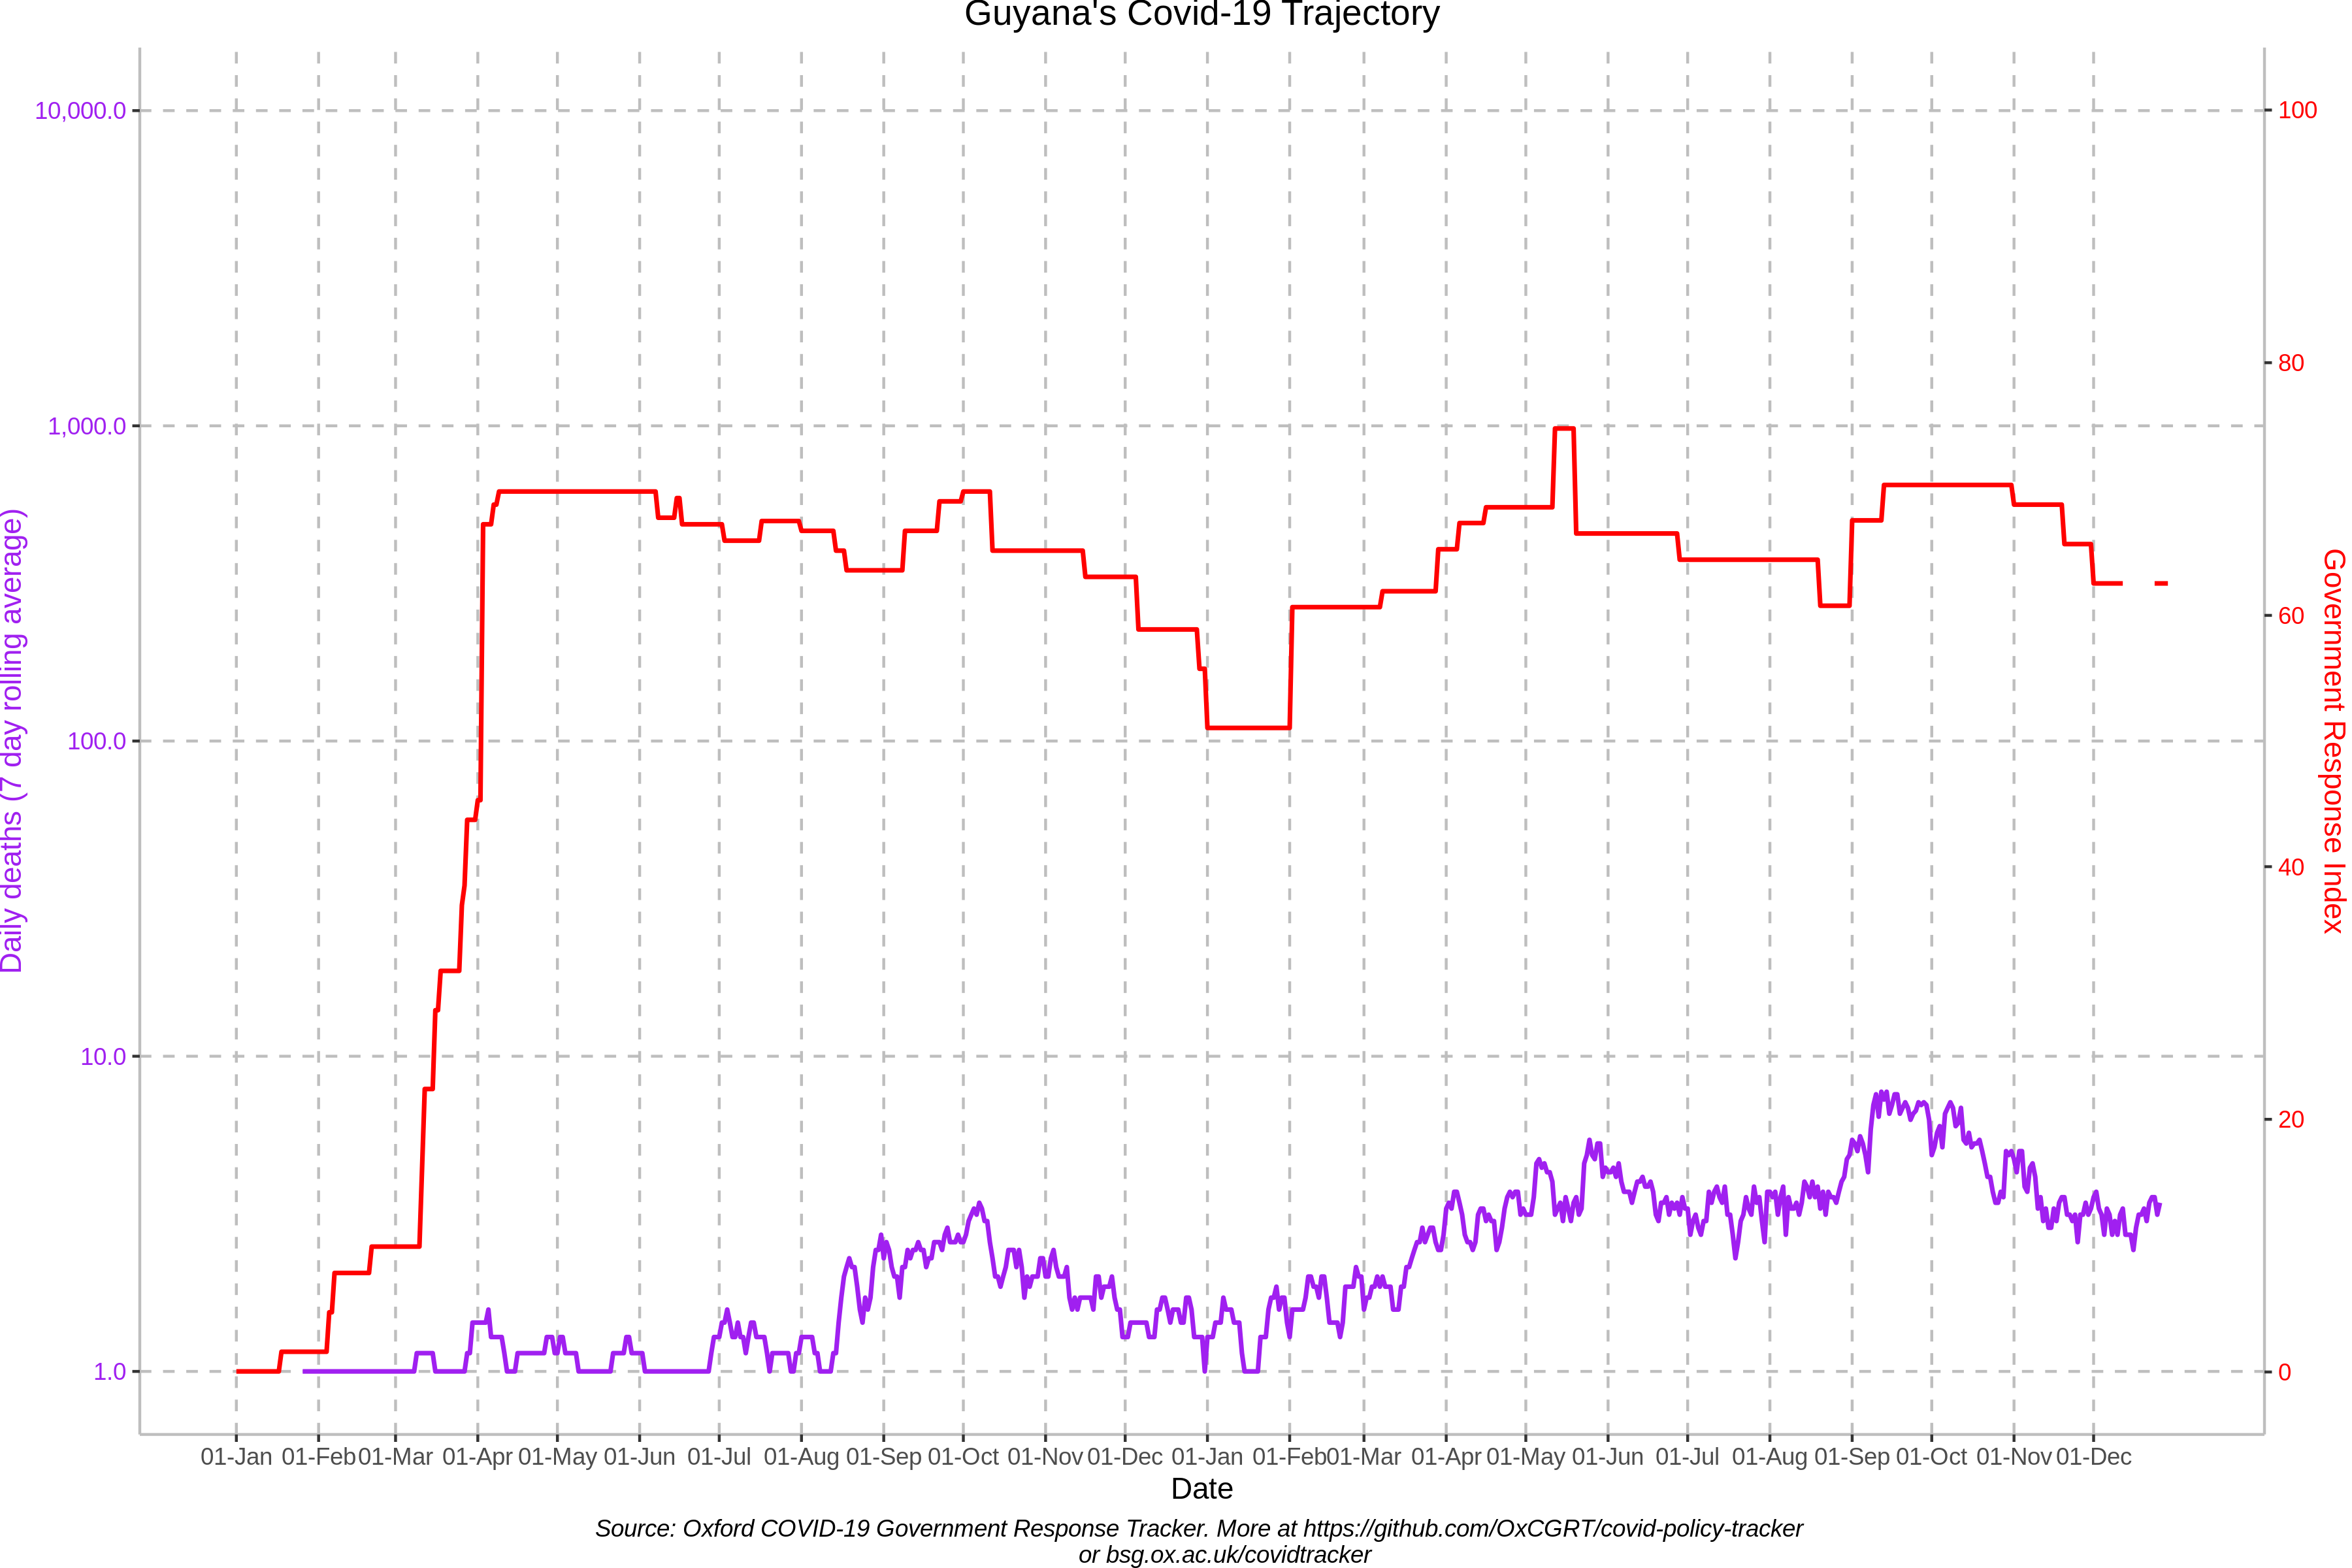 Guyana's Covid-19 Trajectory
10,000.0
1,000.0
100.0
10.0
1.0
Daily deaths (7 day rolling average)
100
80
60
40
20
0
Government Response Index
01-Jan 01-Feb 01-Mar 01-Apr 01-May 01-Jun 01-Jul 01-Aug 01-Sep 01-Oct 01-Nov 01-Dec 01-Jan 01-Feb 01-Mar 01-Apr 01-May 01-Jun 01-Jul 01-Aug 01-Sep 01-Oct 01-Nov 01-Dec
Date
Source: Oxford COVID-19 Government Response Tracker. More at https://github.com/OxCGRT/covid-policy-tracker
or bsg.ox.ac.uk/covidtracker